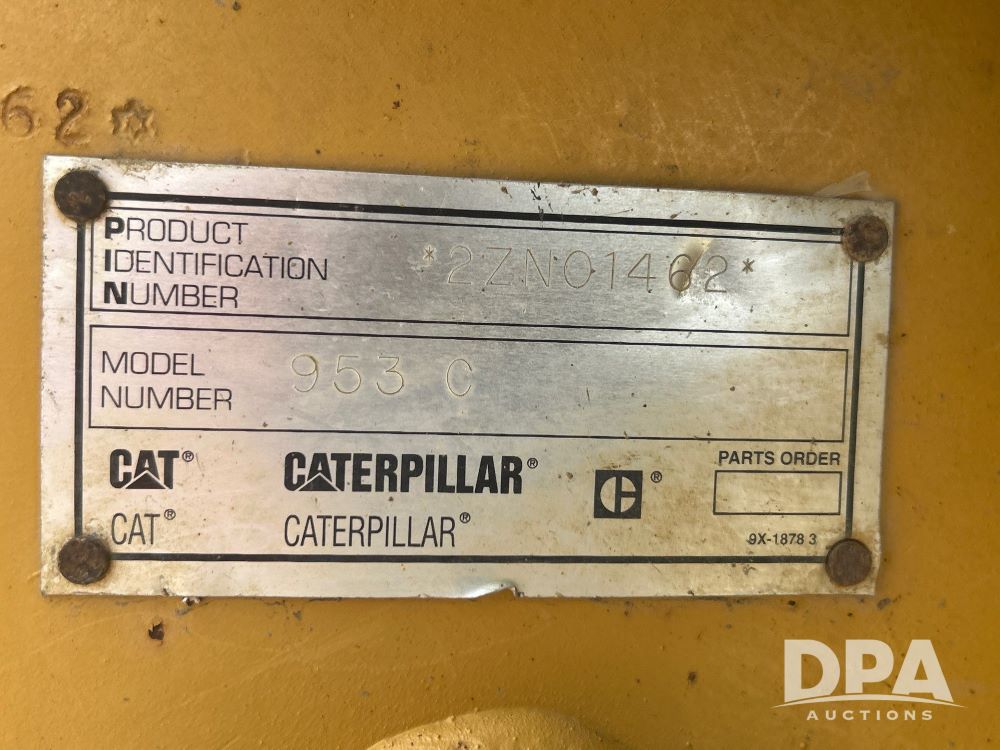 62☆
PRODUCT
IDENTIFICATION
NUMBER
*2ZN01462*
MODEL
NUMBER
953 C
CAT® CATERPILLAR® ®
CAT® CATERPILLAR®
PARTS ORDER
9X-1878 3
DPA
AUCTIONS